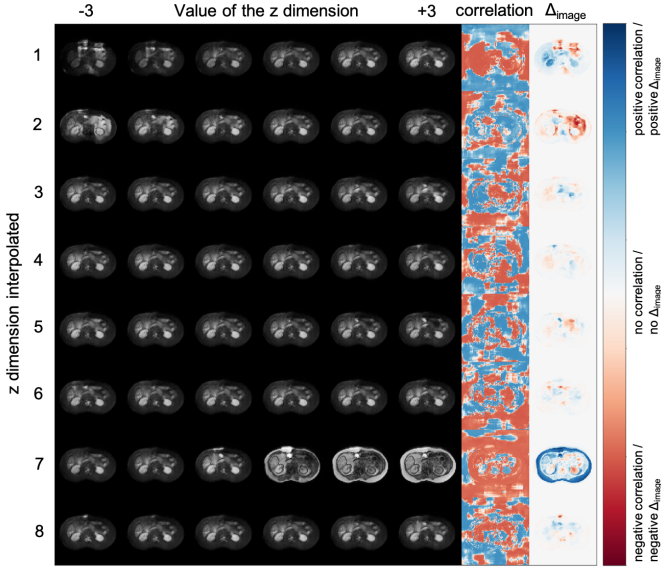 -3 Value of the z dimension +3 correlation Δimage
1
2
3
4
5
6
7
8
z dimension interpolated
positive correlation /
positive Δimage
no correlation /
no Δimage
negative correlation /
negative Δimage